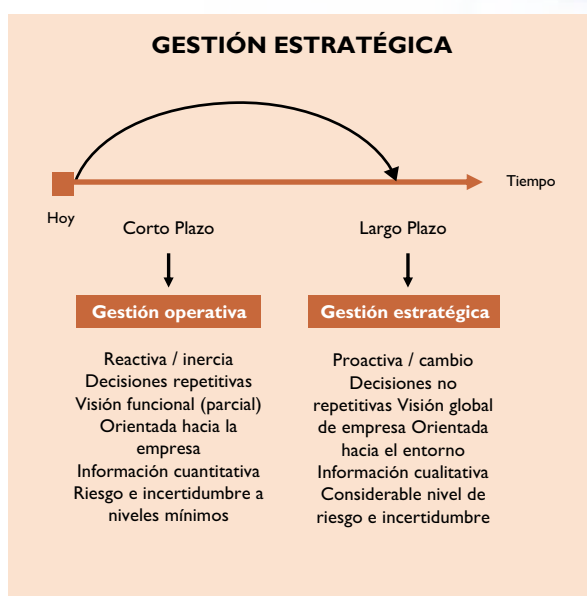 GESTIÓN ESTRATÉGICA
Tiempo
Hoy
Corto Plazo
Largo Plazo
Gestión operativa
Reactiva / inercia
Decisiones repetitivas
Visión funcional (parcial)
Orientada hacia la
empresa
Información cuantitativa
Riesgo e incertidumbre a
niveles mínimos
Gestión estratégica
Proactiva / cambio
Decisiones no
repetitivas Visión global
de empresa Orientada
hacia el entorno
Información cualitativa
Considerable nivel de
riesgo e incertidumbre